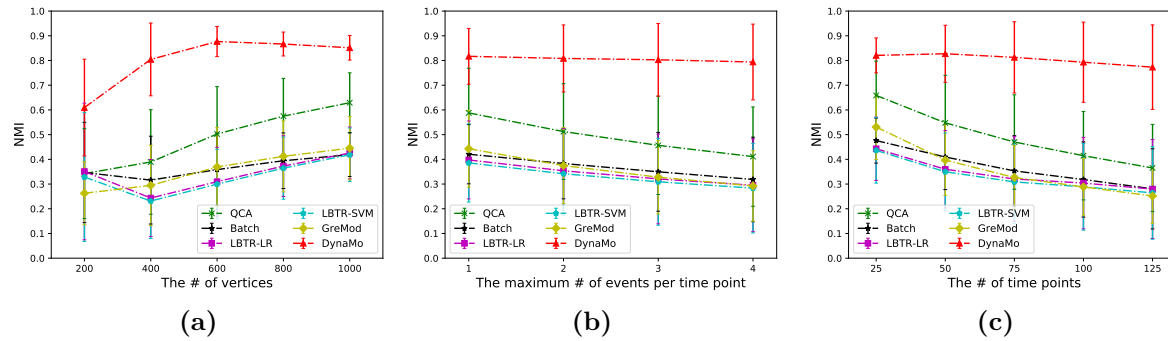 1.0
0.9
0.8
0.7
0.6
0.5
0.4
0.3
0.2
0.1
0.0
NMI
QCA
Batch
LBTR-LR
LBTR-SVM
GreMod
DynaMo
200 400 600 800 1000
The # of vertices
(a)
1.0
0.9
0.8
0.7
0.6
0.5
0.4
0.3
0.2
0.1
0.0
NMI
QCA
Batch
LBTR-LR
LBTR-SVM
GreMod
DynaMo
1 2 3 4
The maximum # of events per time point
(b)
1.0
0.9
0.8
0.7
0.6
0.5
0.4
0.3
0.2
0.1
0.0
NMI
QCA
Batch
LBTR-LR
LBTR-SVM
GreMod
DynaMo
25 50 75 100 125
The # of time points
(c)